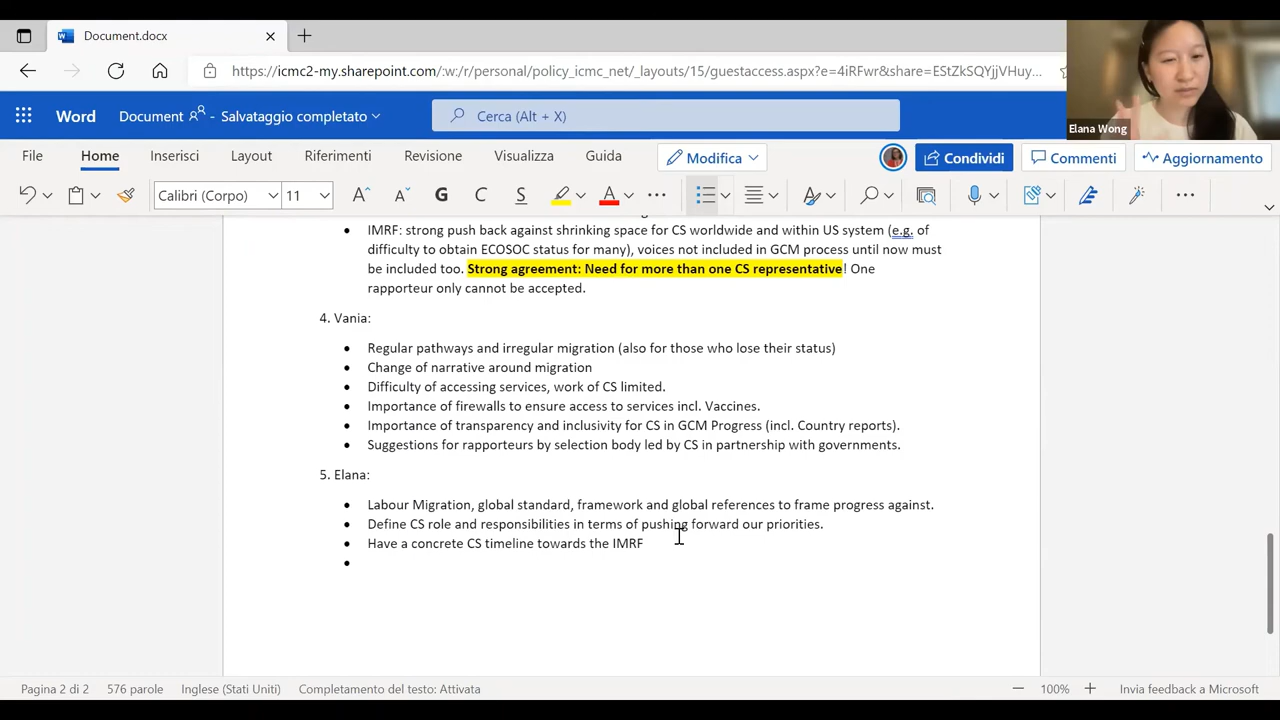 Document.docx
https://icmc2-my.sharepoint.com/:w:/r/personal/policy_icmc_net/_layouts/15/guestaccess.aspx?e=4iRFwr&share=EStZkSQYjjVHuy...
Word
Document - Salvataggio completato
Cerca (Alt + X)
Elana Wong
File Home Inserisci Layout Riferimenti Revisione Visualizza Guida Modifica Condividi Commenti Aggiornamento
Calibri (Corpo) 11 A A G C S A
IMRF: strong push back against shrinking space for CS worldwide and within US system (e.g. of
difficulty to obtain ECOSOC status for many), voices not included in GCM process until now must
be included too. Strong agreement: Need for more than one CS representative! One
rapporteur only cannot be accepted.
4. Vania:
• Regular pathways and irregular migration (also for those who lose their status)
• Change of narrative around migration
• Difficulty of accessing services, work of CS limited.
• Importance of firewalls to ensure access to services incl. Vaccines.
• Importance of transparency and inclusivity for CS in GCM Progress (incl. Country reports).
• Suggestions for rapporteurs by selection body led by CS in partnership with governments.
5. Elana:
• Labour Migration, global standard, framework and global references to frame progress against.
• Define CS role and responsibilities in terms of pushing forward our priorities.
• Have a concrete CS timeline towards the IMRF
•
Pagina 2 di 2 576 parole Inglese (Stati Uniti) Completamento del testo: Attivata 100% Invia feedback a Microsoft